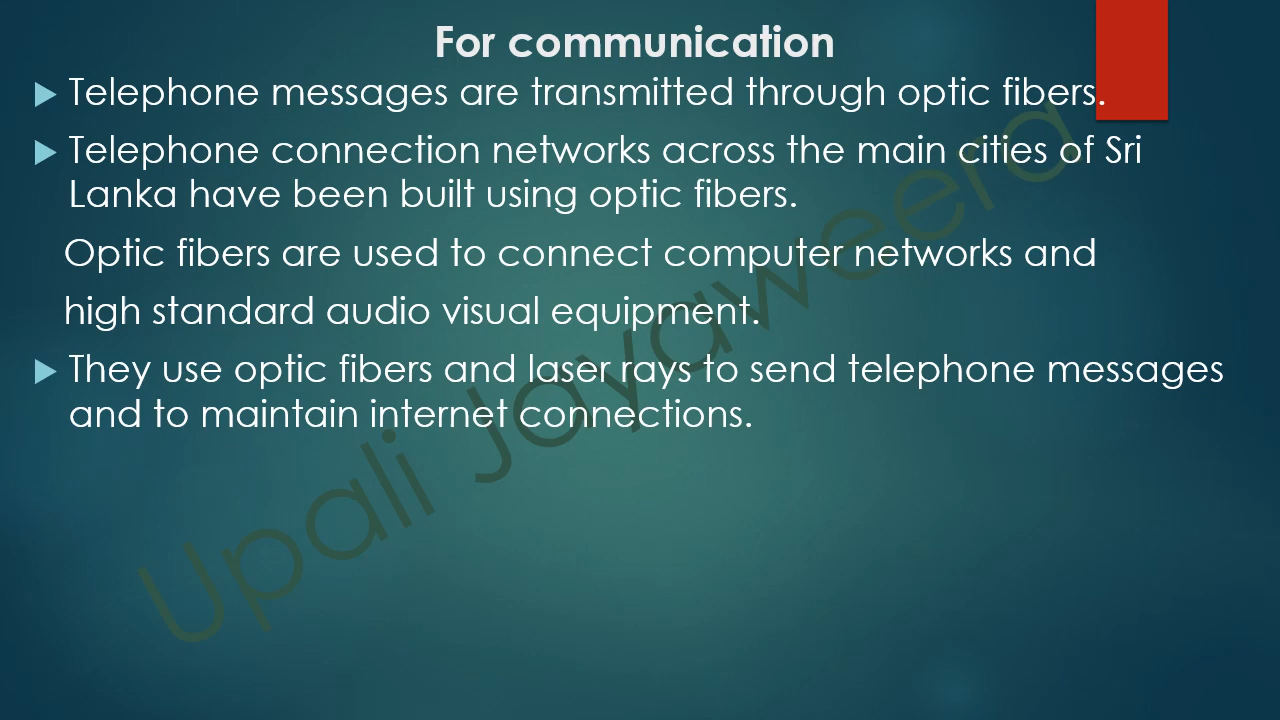 For communication
Telephone messages are transmitted through optic fibers.
Telephone connection networks across the main cities of Sri
Lanka have been built using optic fibers.
Optic fibers are used to connect computer networks and
high standard audio visual equipment.
They use optic fibers and laser rays to send telephone messages
and to maintain internet connections.
Upali Jayaweera